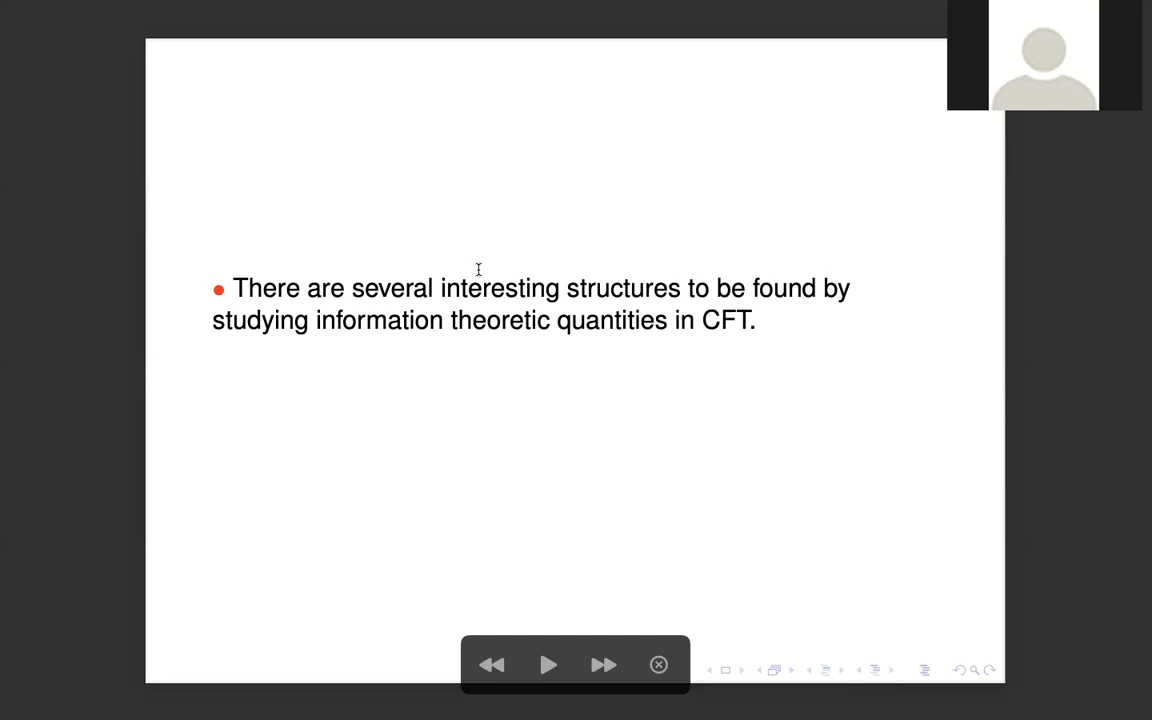 • There are several interesting structures to be found by
studying information theoretic quantities in CFT.